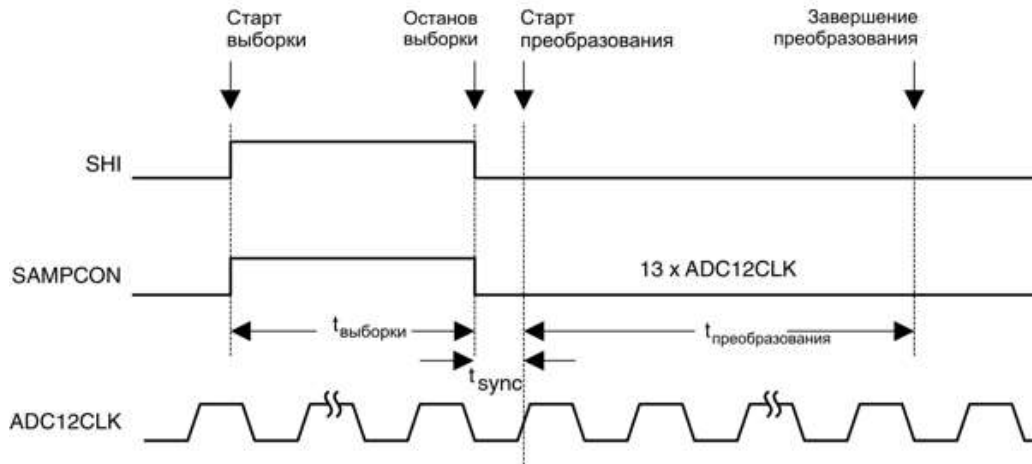 Старт
выборки
Останов
выборки
Старт
преобразования
Завершение
преобразования
SHI
SAMPCON
13 x ADC12CLK
tвыборки
tпреобразования
tsync
ADC12CLK